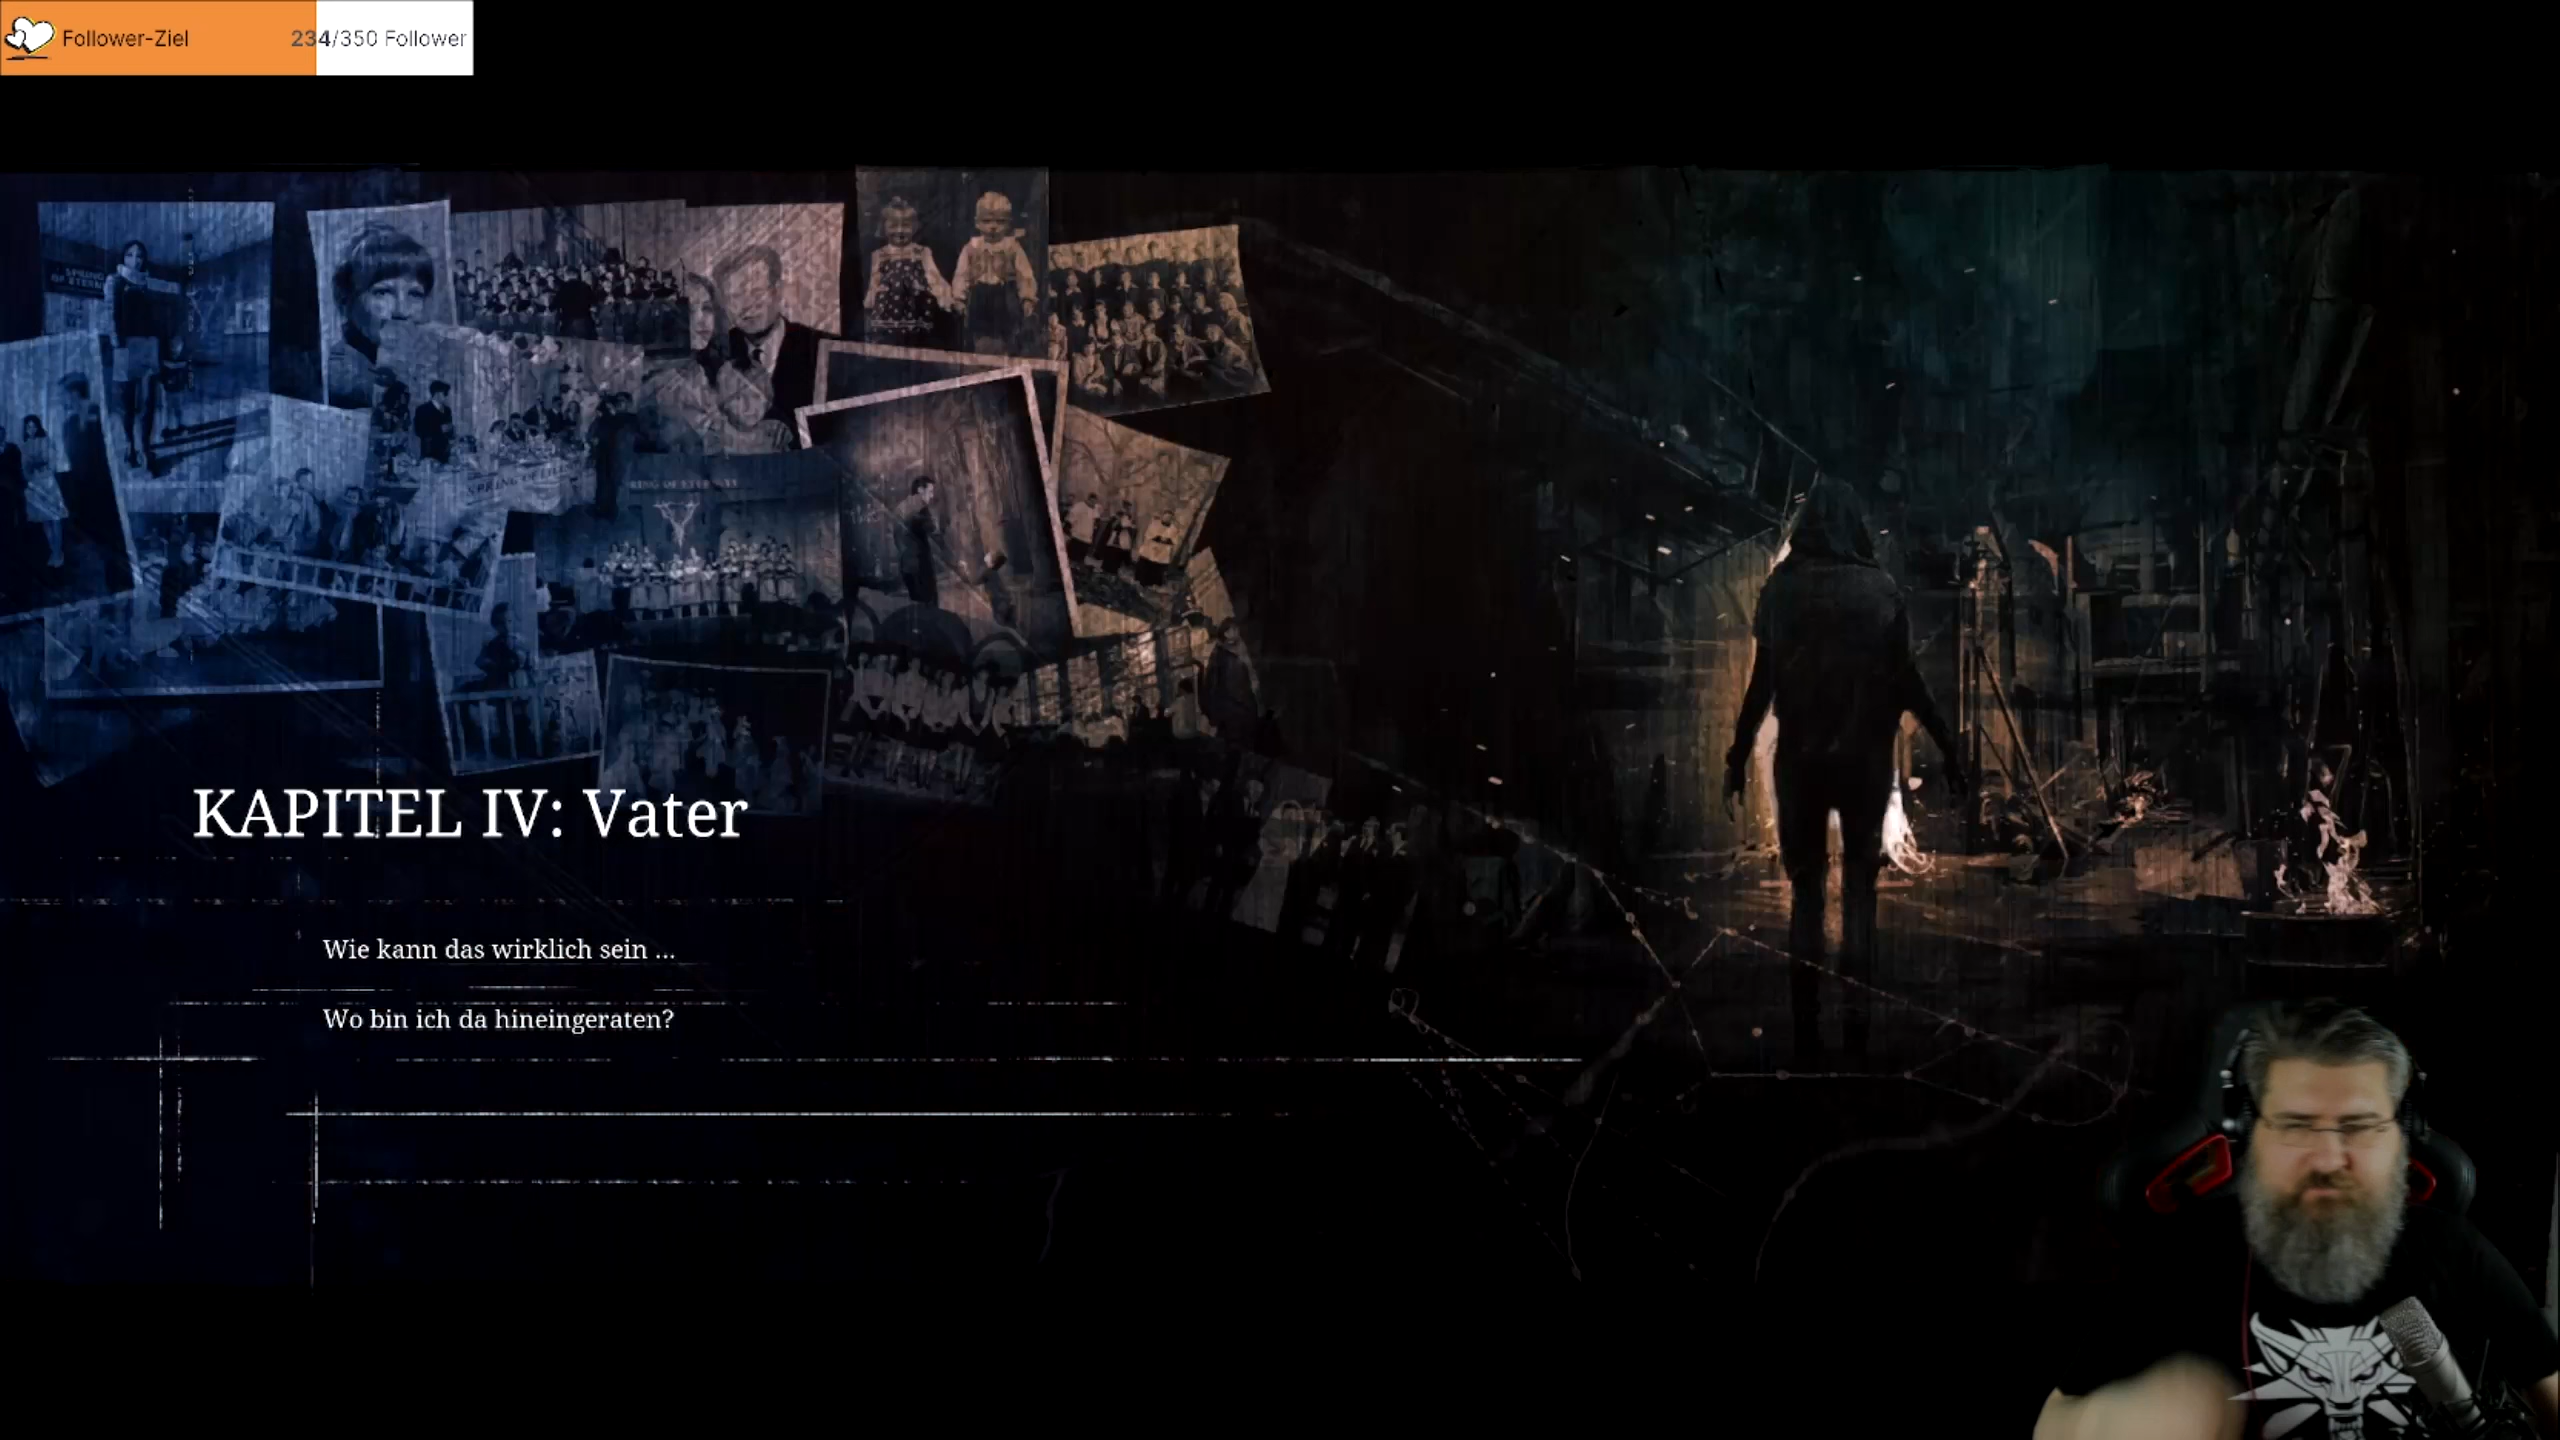 Follower-Ziel 234/350 Follower
KAPITEL IV: Vater
Wie kann das wirklich sein ...
Wo bin ich da hineingeraten?